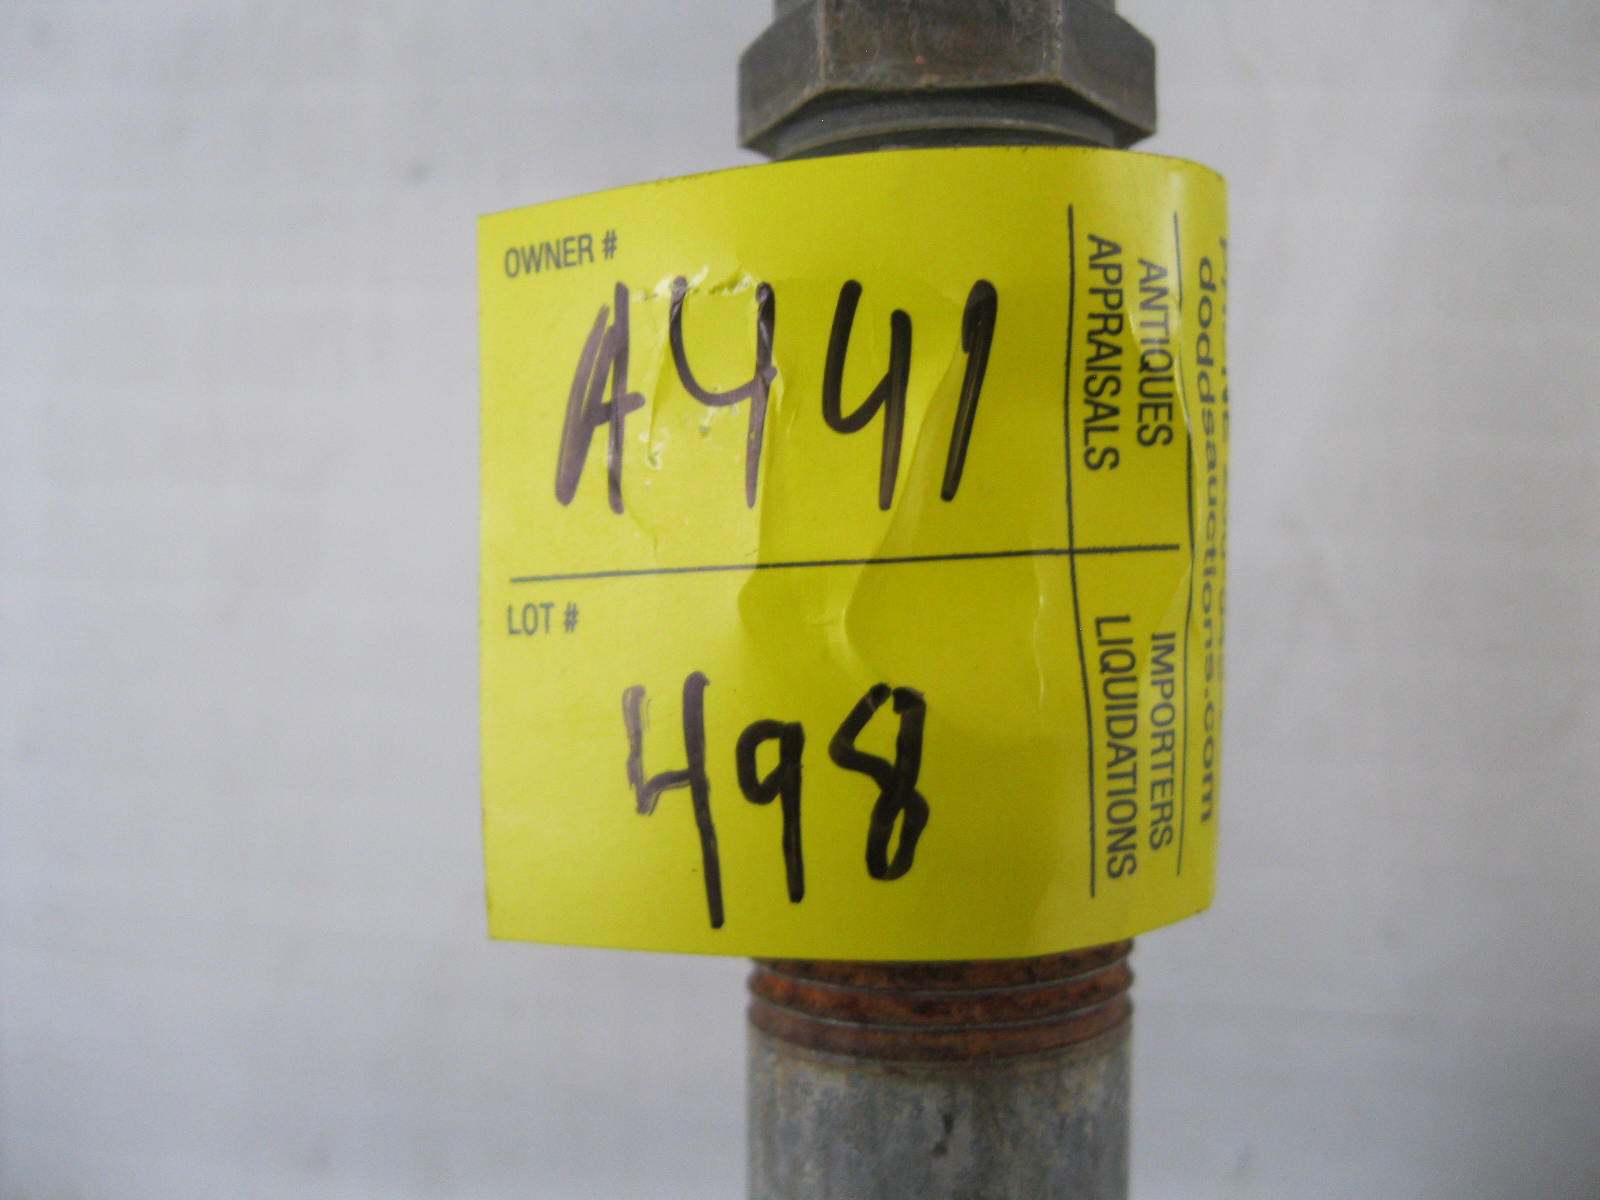 OWNER #
A441
LOT #
498
ANTIQUES
APPRAISALS
IMPORTERS
LIQUIDATIONS
doddsauctions.com